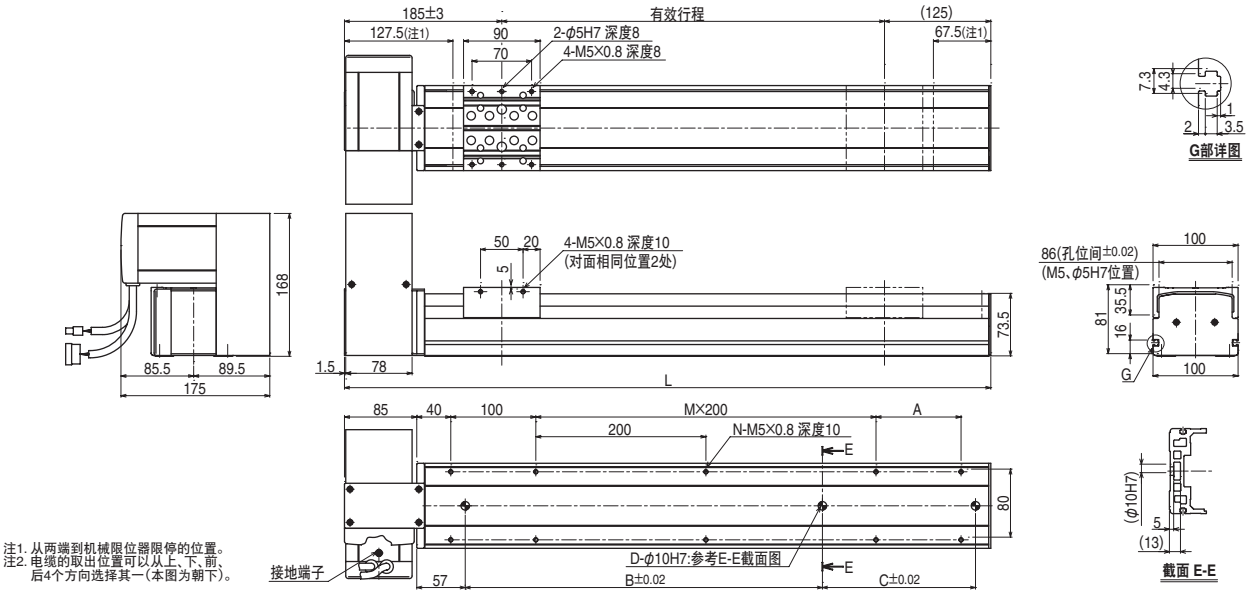 185±3
有效行程
(125)
127.5(注1)
90
2-φ5H7 深度8
67.5(注1)
70
4-M5×0.8 深度8
7.3
4.3
1
2
3.5
G部详图
50
20
4-M5×0.8 深度10
(对面相同位置2处)
5
168
73.5
85.5
89.5
175
1.5
78
L
100
86(孔位间±0.02)
(M5、φ5H7位置)
81
35.5
16
G
100
85
40
100
M×200
A
200
N-M5×0.8 深度10
E
80
D-φ10H7:参考E-E截面图
E
接地端子
57
B±0.02
C±0.02
(φ10H7)
5
(13)
截面 E-E
注1. 从两端到机械限位器限停的位置。
注2. 电缆的取出位置可以从上、下、前、
后4个方向选择其一(本图为朝下)。